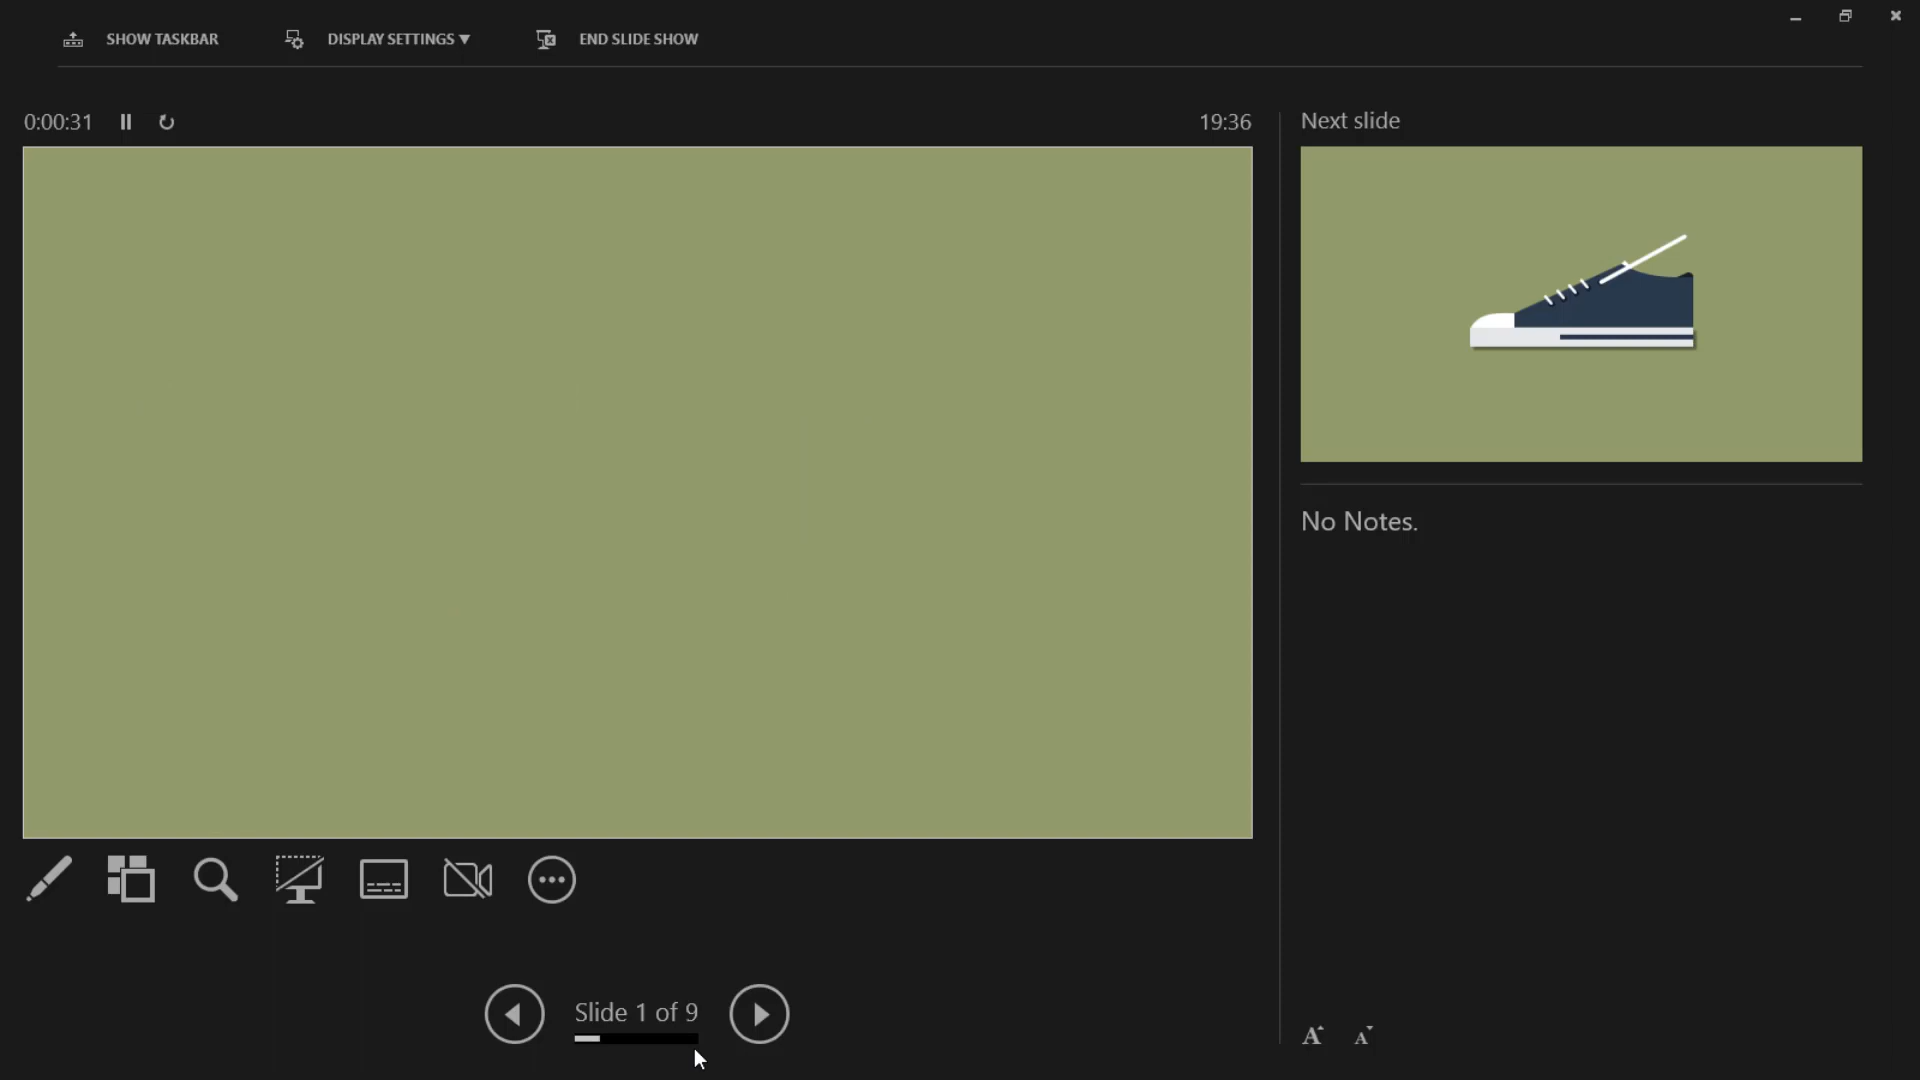 SHOW TASKBAR
DISPLAY SETTINGS ▼
END SLIDE SHOW
0:00:31
19:36
Next slide
No Notes.
Slide 1 of 9
A A